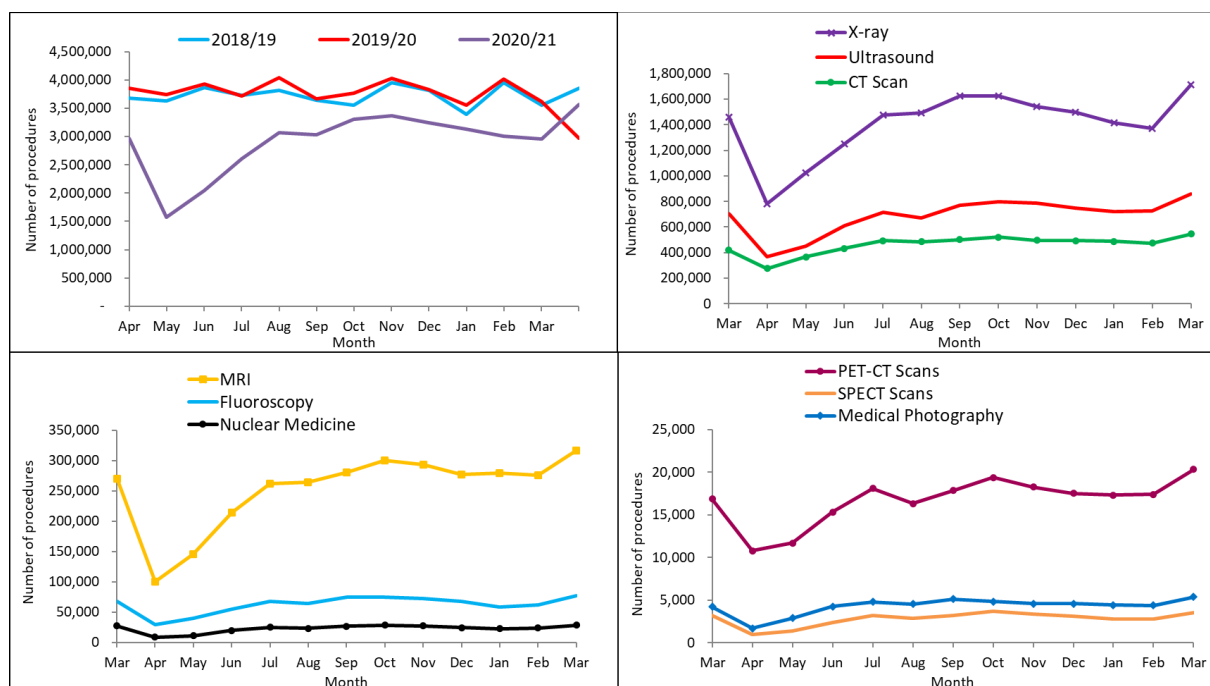 2018/19 2019/20 2020/21
4,500,000
4,000,000
3,500,000
3,000,000
2,500,000
2,000,000
1,500,000
1,000,000
500,000
-
Number of procedures
Apr May Jun Jul Aug Sep Oct Nov Dec Jan Feb Mar
Month
X-ray
Ultrasound
CT Scan
1,800,000
1,600,000
1,400,000
1,200,000
1,000,000
800,000
600,000
400,000
200,000
0
Number of procedures
Mar Apr May Jun Jul Aug Sep Oct Nov Dec Jan Feb Mar
Month
MRI
Fluoroscopy
Nuclear Medicine
350,000
300,000
250,000
200,000
150,000
100,000
50,000
0
Number of procedures
Mar Apr May Jun Jul Aug Sep Oct Nov Dec Jan Feb Mar
Month
PET-CT Scans
SPECT Scans
Medical Photography
25,000
20,000
15,000
10,000
5,000
0
Number of procedures
Mar Apr May Jun Jul Aug Sep Oct Nov Dec Jan Feb Mar
Month